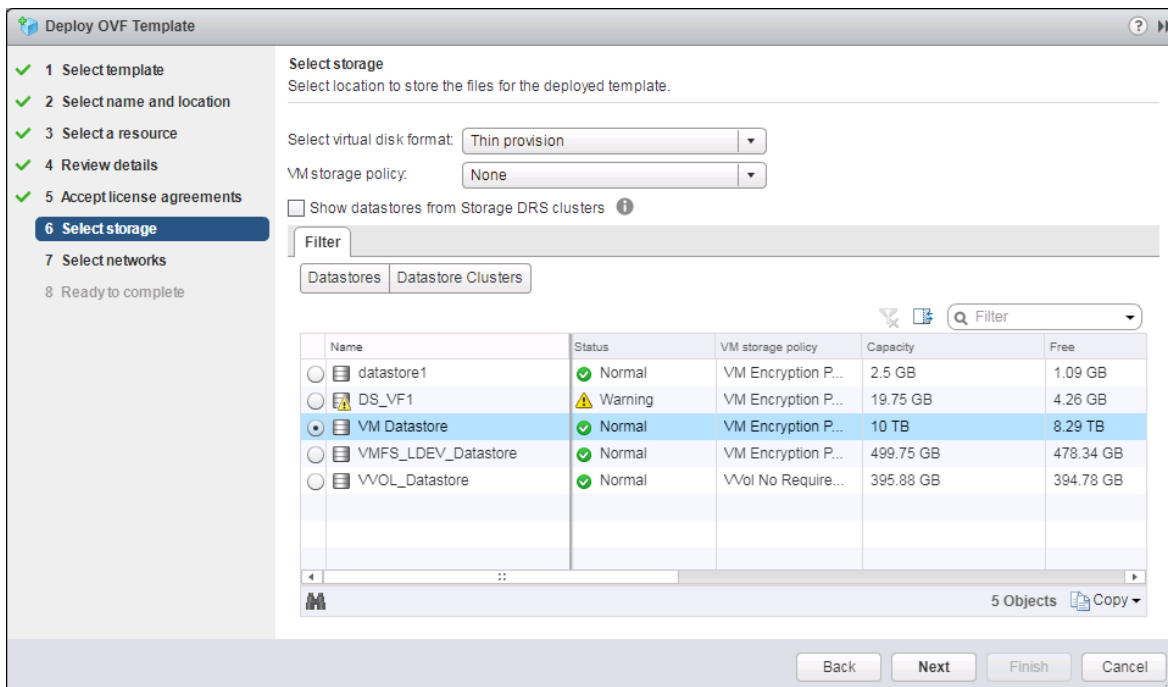 Deploy OVF Template
?
1 Select template
2 Select name and location
3 Select a resource
4 Review details
5 Accept license agreements
6 Select storage
7 Select networks
8 Ready to complete
Select storage
Select location to store the files for the deployed template.
Select virtual disk format: Thin provision
VM storage policy: None
Show datastores from Storage DRS clusters
Filter
Datastores Datastore Clusters
Filter
Name Status VM storage policy Capacity Free
datastore1 Normal VM Encryption P... 2.5 GB 1.09 GB
DS_VF1 Warning VM Encryption P... 19.75 GB 4.26 GB
VM Datastore Normal VM Encryption P... 10 TB 8.29 TB
VMFS_LDEV_Datastore Normal VM Encryption P... 499.75 GB 478.34 GB
VVOL_Datastore Normal VVol No Require... 395.88 GB 394.78 GB
5 Objects Copy
Back Next Finish Cancel